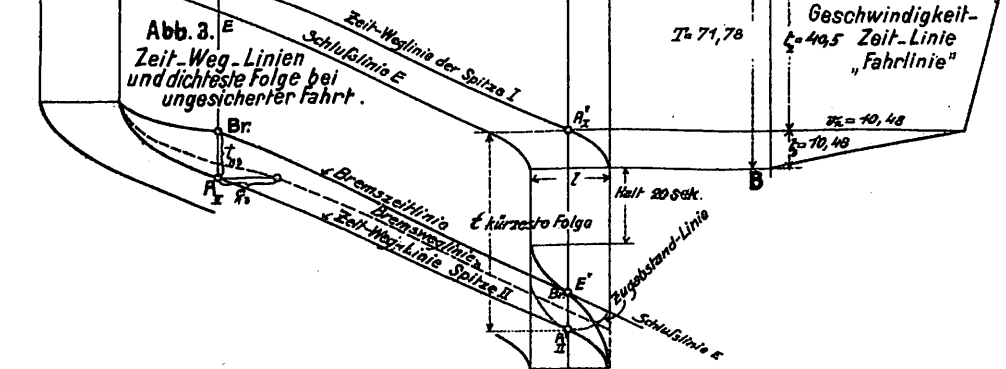 Abb. 3.
E
Zeit-Weg-Linien
und dichteste Folge bei
ungesicherter Fahrt.
Zeit-Weglinie der Spitze I
Schlußlinie E
T=71,78
Geschwindigkeit-
Zeit-Linie
„Fahrlinie"
=40,5
=10,48
=10,48
B
Br.
l
Halt 20 Sek.
t kürzeste Folge
Bremszeitlinie
Bremsweglinie
Zeit-Weg-Linie Spitze II
Br.
E"
Zugabstand-Linie
Schlußlinie E
A
II